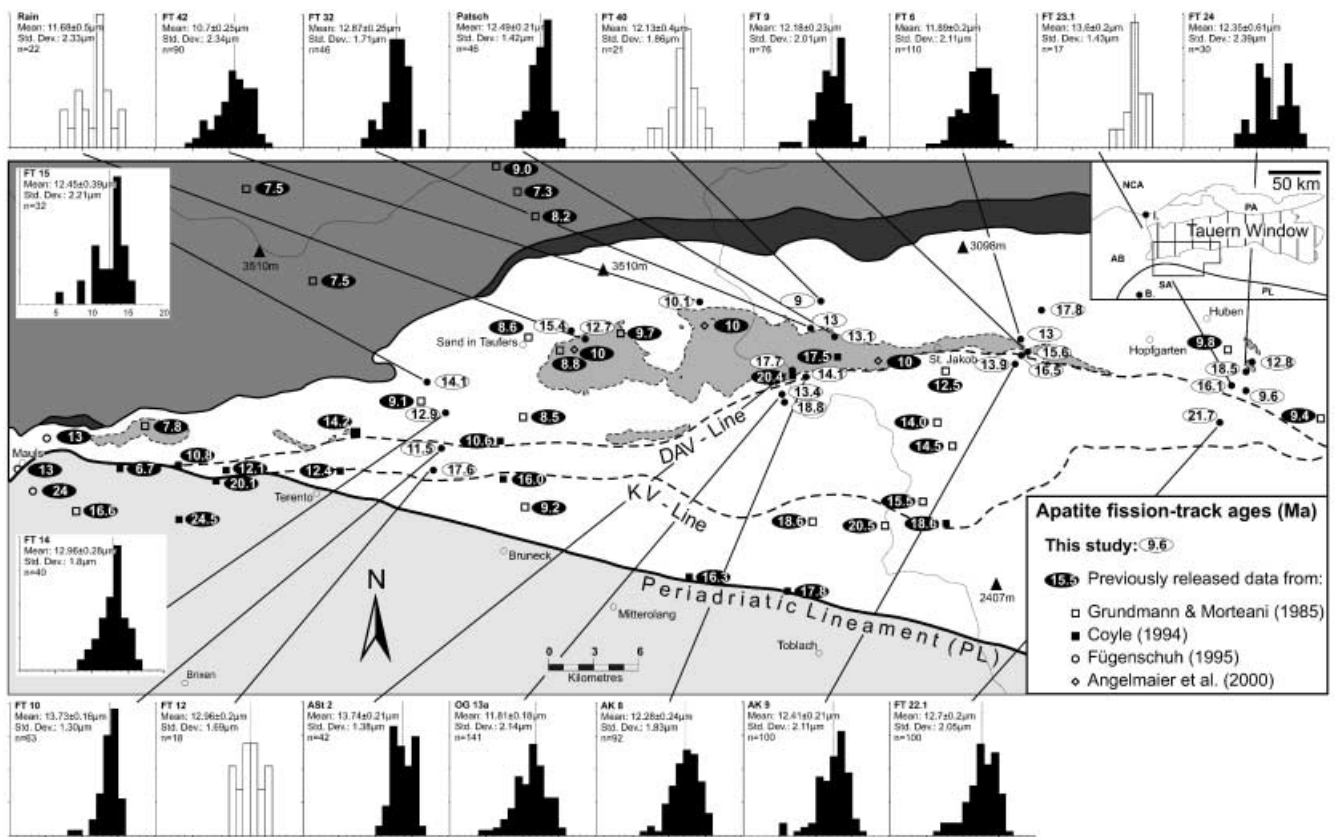 Rain
Mean: 11.68±0.5µm
Std. Dev.: 2.33µm
n=22
FT 42
Mean: 10.7±0.25µm
Std. Dev.: 2.34µm
n=90
FT 32
Mean: 12.87±0.25µm
Std. Dev.: 1.71µm
n=46
Patsch
Mean: 12.49±0.21µm
Std. Dev.: 1.42µm
n=46
FT 40
Mean: 12.13±0.4µm
Std. Dev.: 1.86µm
n=21
FT 9
Mean: 12.18±0.23µm
Std. Dev.: 2.01µm
n=76
FT 6
Mean: 11.89±0.2µm
Std. Dev.: 2.11µm
n=110
FT 23.1
Mean: 13.6±0.2µm
Std. Dev.: 1.43µm
n=17
FT 24
Mean: 12.35±0.61µm
Std. Dev.: 2.39µm
n=30
FT 15
Mean: 12.45±0.39µm
Std. Dev.: 2.21µm
n=32
5 10 15 20
7.5
9.0
7.3
8.2
3510m
7.5
3510m
3098m
50 km
NCA
I.
PA
Tauern Window
AB
SA
PL
B.
10.1
9
17.8
Huben
8.6
15.4
12.7
9.7
10
13
13.1
13
Sand in Taufers
10
8.8
17.7
17.5
10
St. Jakob
15.6
Hopfgarten
9.8
12.8
14.1
20.4
14.1
13.9
16.5
18.5
12.5
16.1
9.1
12.9
8.5
13.4
18.8
9.6
9.4
14.0
21.7
7.8
14.2
13
10.6
DAV - Line
14.5
Mauls
10.8
11.5
13
6.7
12.1
12.4
17.6
16.0
KV - Line
20.1
24
Terento
15.5
16.6
24.5
9.2
18.6
20.5
18.6
Bruneck
16.3
17.8
Periadriatic Lineament (PL)
2407m
Mitterolang
Toblach
Brixen
N
0 3 6
Kilometres
FT 14
Mean: 12.96±0.28µm
Std. Dev.: 1.8µm
n=40
Apatite fission-track ages (Ma)
This study: 9.6
15.5 Previously released data from:
Grundmann & Morteani (1985)
Coyle (1994)
Fügenschuh (1995)
Angelmaier et al. (2000)
FT 10
Mean: 13.73±0.16µm
Std. Dev.: 1.30µm
n=63
FT 12
Mean: 12.96±0.2µm
Std. Dev.: 1.69µm
n=18
ASt 2
Mean: 13.74±0.21µm
Std. Dev.: 1.38µm
n=42
OG 13a
Mean: 11.81±0.18µm
Std. Dev.: 2.14µm
n=141
AK 8
Mean: 12.28±0.24µm
Std. Dev.: 1.83µm
n=92
AK 9
Mean: 12.41±0.21µm
Std. Dev.: 2.11µm
n=100
FT 22.1
Mean: 12.7±0.2µm
Std. Dev.: 2.05µm
n=100